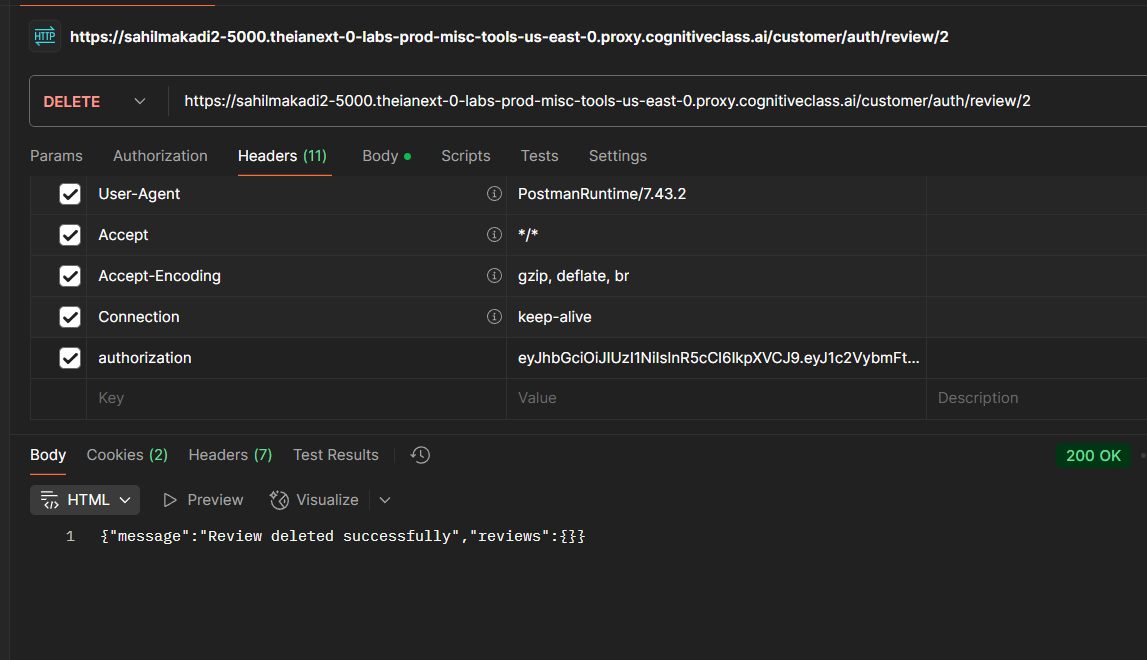 HTTP https://sahilmakadi2-5000.theianext-0-labs-prod-misc-tools-us-east-0.proxy.cognitiveclass.ai/customer/auth/review/2
DELETE https://sahilmakadi2-5000.theianext-0-labs-prod-misc-tools-us-east-0.proxy.cognitiveclass.ai/customer/auth/review/2
Params Authorization Headers (11) Body Scripts Tests Settings
User-Agent PostmanRuntime/7.43.2
Accept */*
Accept-Encoding gzip, deflate, br
Connection keep-alive
authorization eyJhbGciOiJIUzI1NiIsInR5cCI6IkpXVCJ9.eyJ1c2VybmFt...
Key Value Description
Body Cookies (2) Headers (7) Test Results 200 OK
HTML Preview Visualize
1 {"message":"Review deleted successfully","reviews":{}}